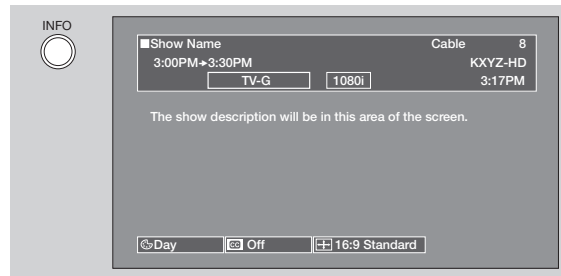 INFO
■Show Name Cable 8
3:00PM→3:30PM KXYZ-HD
TV-G 1080i 3:17PM
The show description will be in this area of the screen.
Day CC Off 16:9 Standard